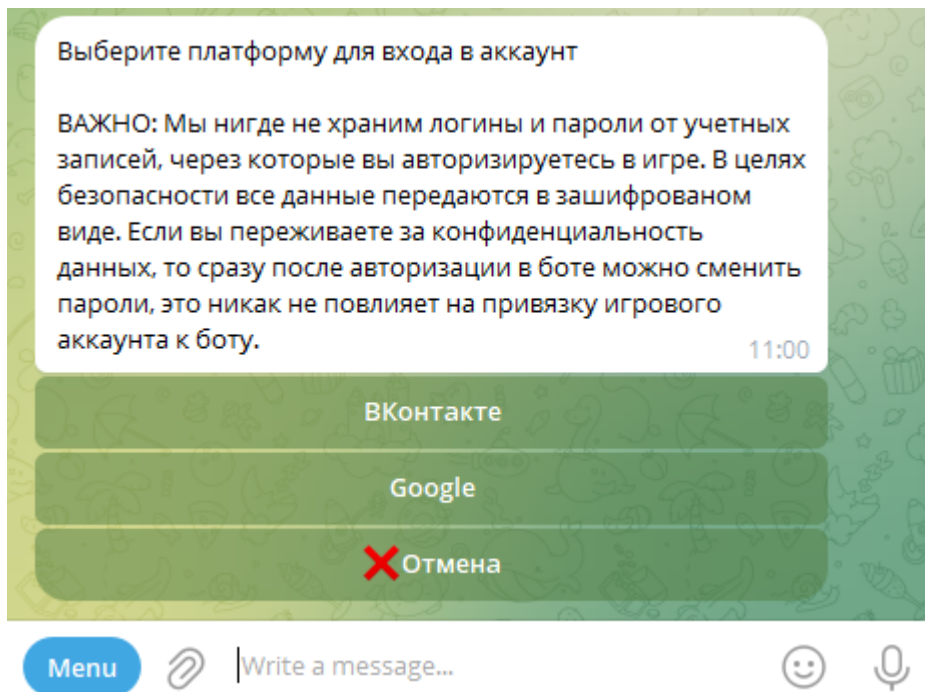 Выберите платформу для входа в аккаунт
ВАЖНО: Мы нигде не храним логины и пароли от учетных
записей, через которые вы авторизируетесь в игре. В целях
безопасности все данные передаются в зашифрованом
виде. Если вы переживаете за конфиденциальность
данных, то сразу после авторизации в боте можно сменить
пароли, это никак не повлияет на привязку игрового
аккаунта к боту.
11:00
ВКонтакте
Google
❌Отмена
Menu
Write a message...